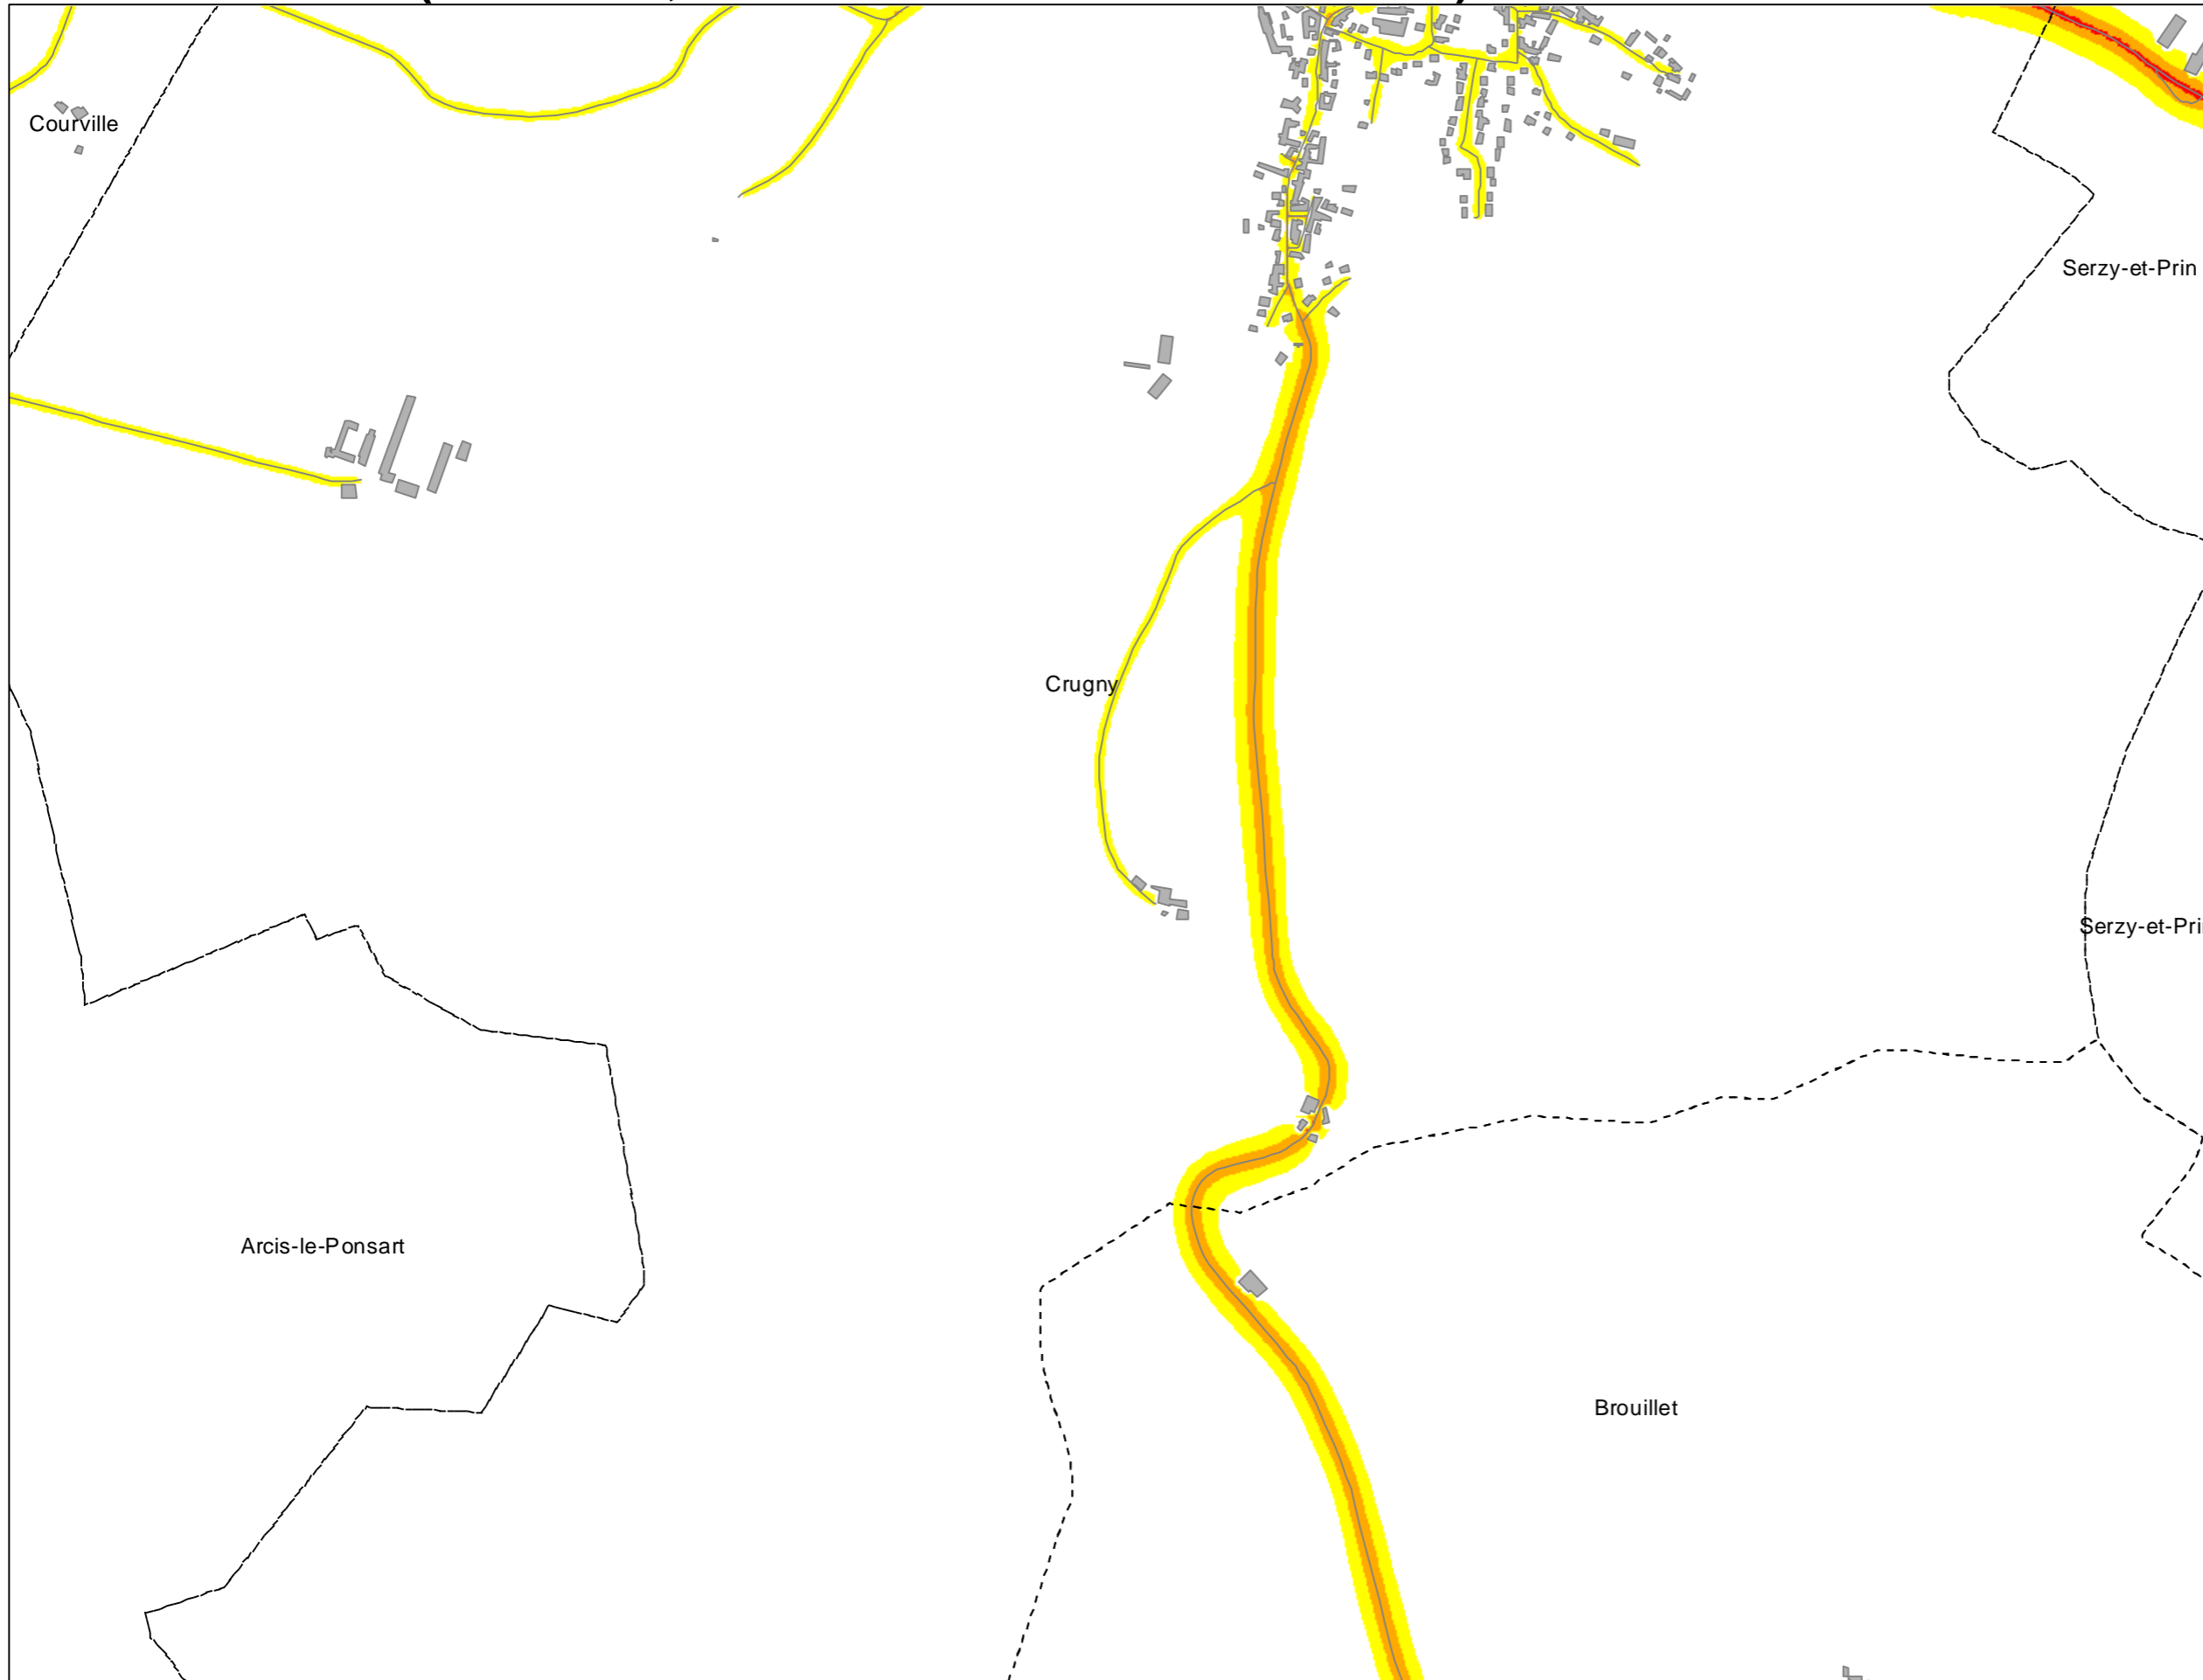 Courville
Serzy-et-Prin
Crugny
Serzy-et-Pri
Arcis-le-Ponsart
Brouillet